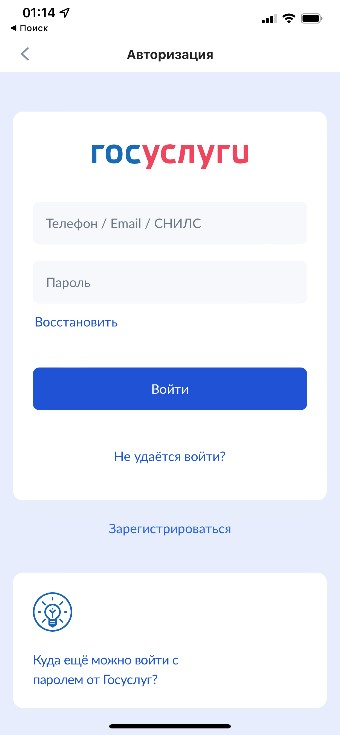 01:14
Поиск
Авторизация
госуслуги
Телефон / Email / СНИЛС
Пароль
Восстановить
Войти
Не удаётся войти?
Зарегистрироваться
Куда ещё можно войти с
паролем от Госуслуг?